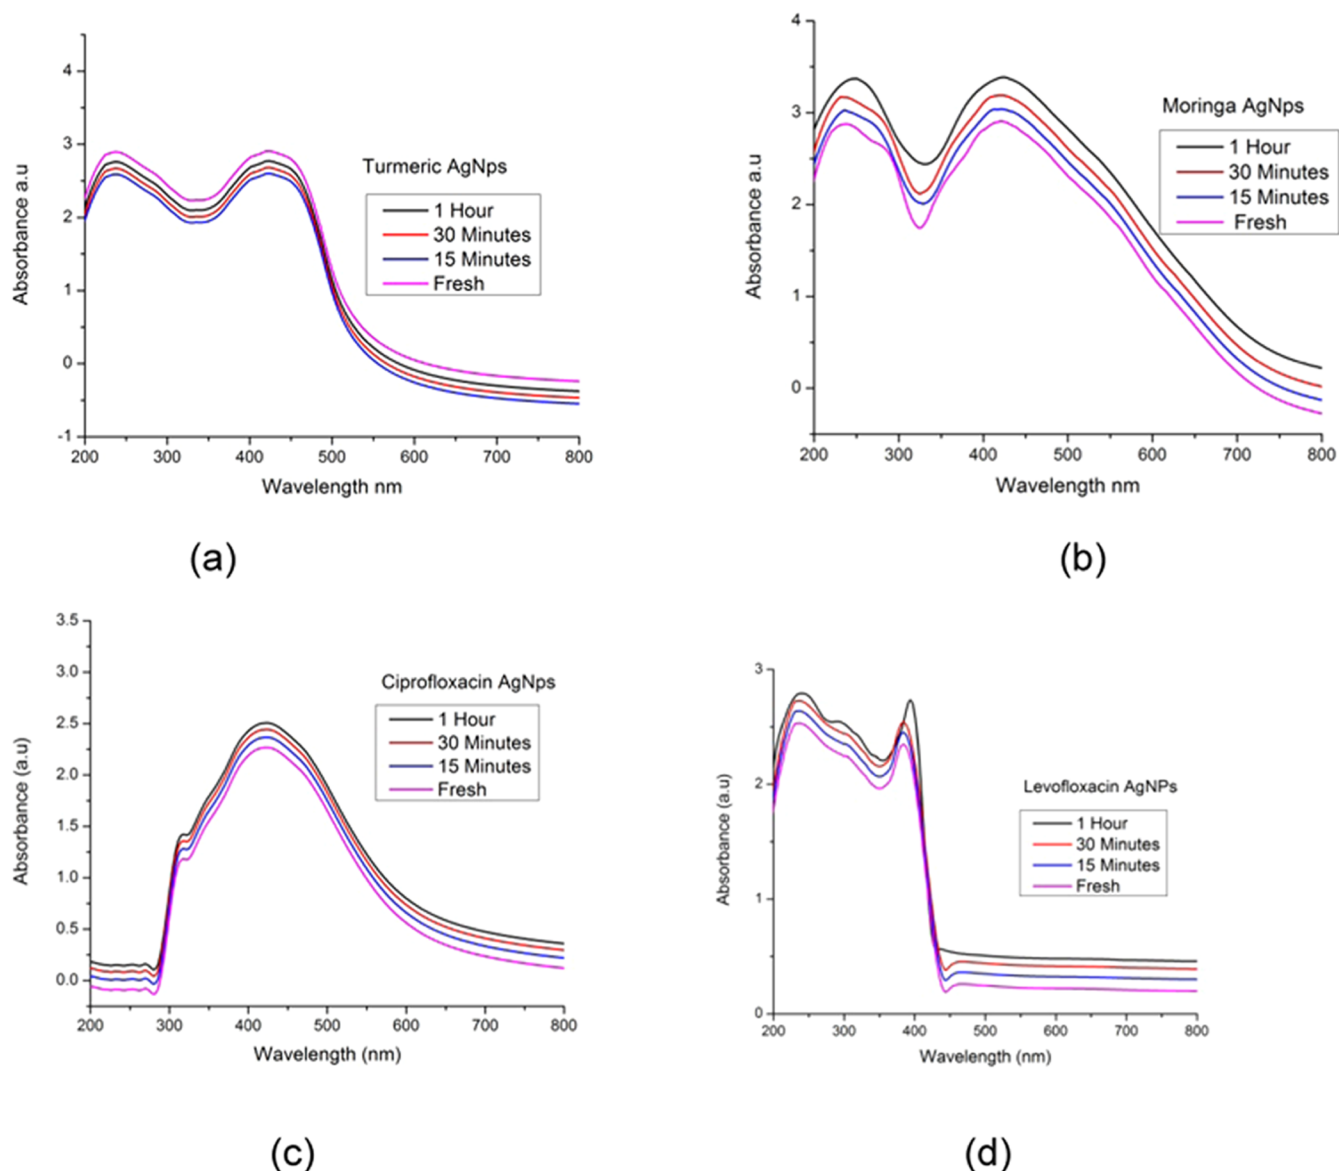 4
3
2
1
0
-1
200 300 400 500 600 700 800
Absorbance a.u
Wavelength nm
Turmeric AgNps
1 Hour
30 Minutes
15 Minutes
Fresh
(a)
4
3
2
1
0
200 300 400 500 600 700 800
Absorbance a.u
Wavelength nm
Moringa AgNps
1 Hour
30 Minutes
15 Minutes
Fresh
(b)
3.5
3.0
2.5
2.0
1.5
1.0
0.5
0.0
200 300 400 500 600 700 800
Absorbance (a.u)
Wavelength (nm)
Ciprofloxacin AgNps
1 Hour
30 Minutes
15 Minutes
Fresh
(c)
3
2
1
0
200 300 400 500 600 700 800
Absorbance (a.u)
Wavelength (nm)
Levofloxacin AgNPs
1 Hour
30 Minutes
15 Minutes
Fresh
(d)